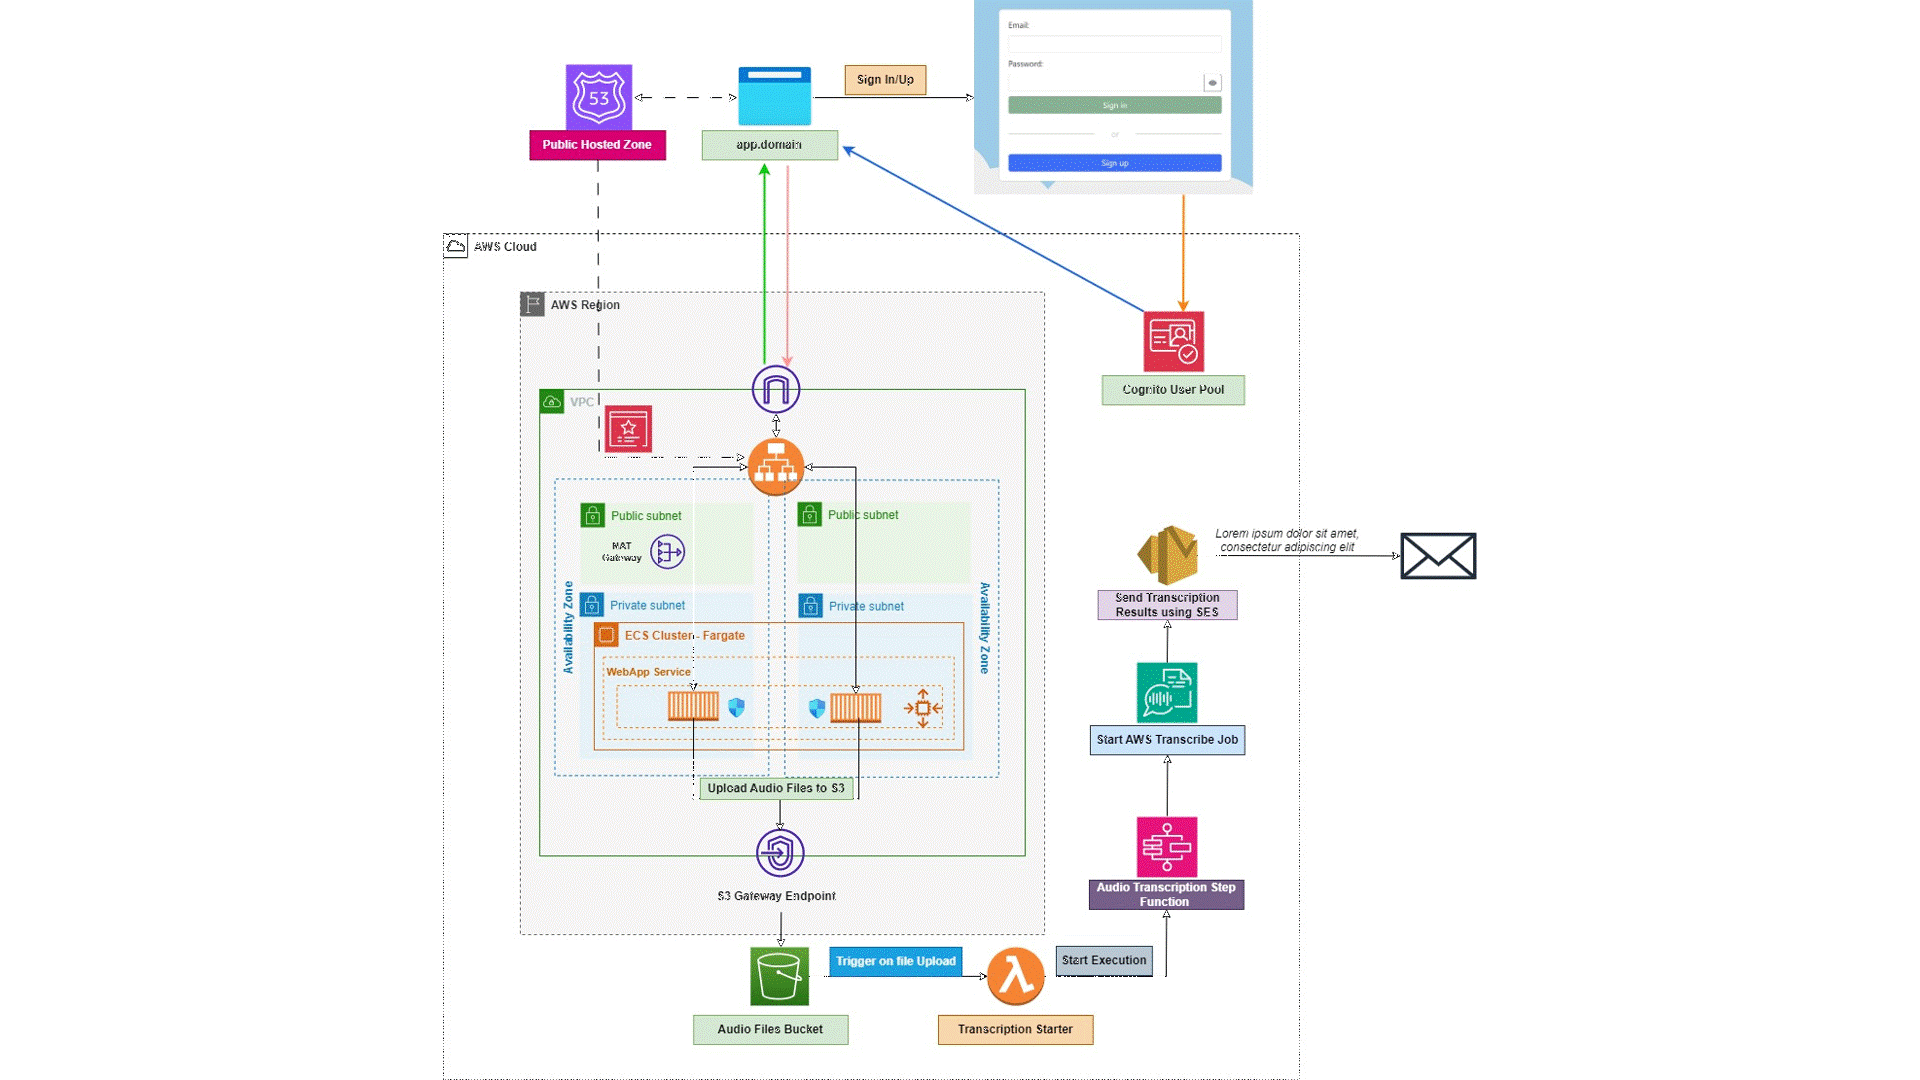 Email:
Password:
Sign in
or
Sign up
53
Sign In/Up
Public Hosted Zone
app.domain
AWS Cloud
AWS Region
VPC
Cognito User Pool
Public subnet
Public subnet
NAT
Gateway
Availability Zone
Availability Zone
Private subnet
Private subnet
ECS Cluster - Fargate
WebApp Service
Upload Audio Files to S3
S3 Gateway Endpoint
Lorem ipsum dolor sit amet,
consectetur adipiscing elit
Send Transcription
Results using SES
Start AWS Transcribe Job
Audio Transcription Step
Function
Trigger on file Upload
Start Execution
Audio Files Bucket
Transcription Starter